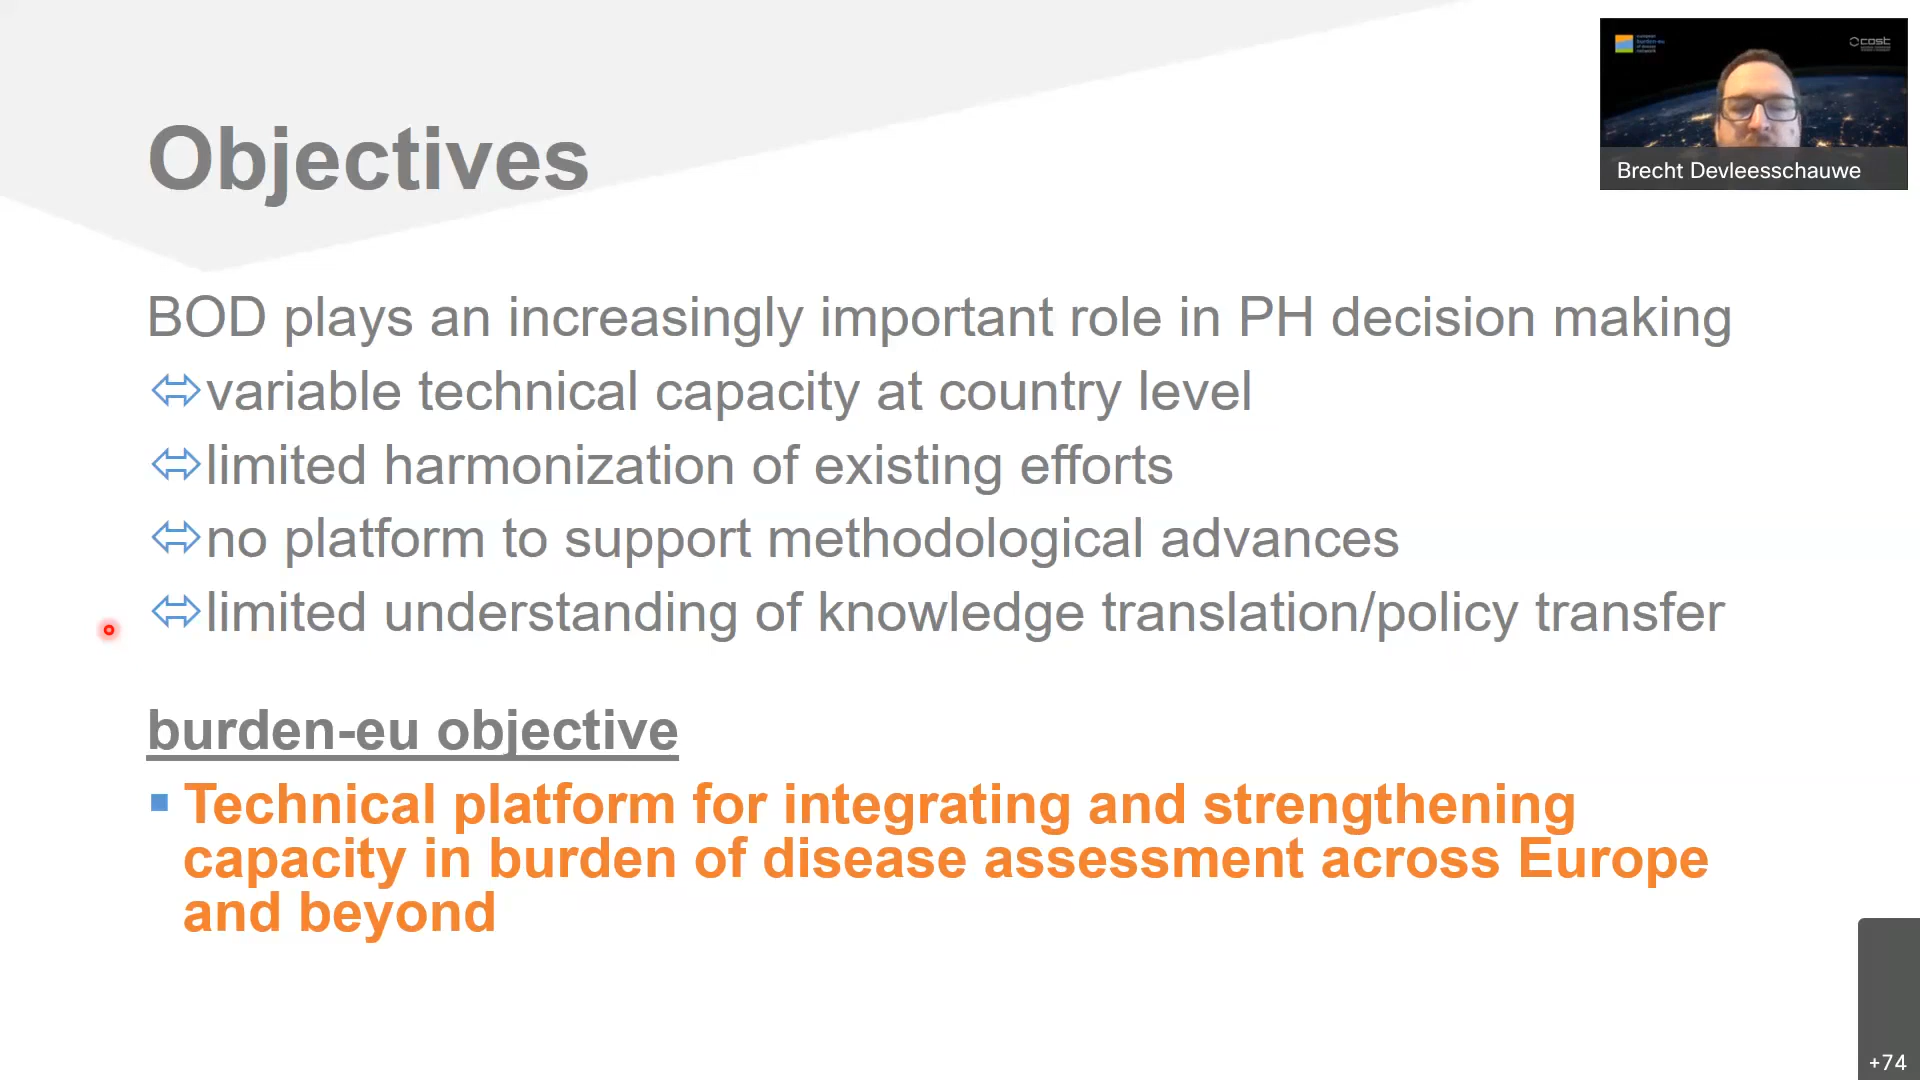 Objectives
BOD plays an increasingly important role in PH decision making
variable technical capacity at country level
limited harmonization of existing efforts
no platform to support methodological advances
limited understanding of knowledge translation/policy transfer
burden-eu objective
Technical platform for integrating and strengthening
capacity in burden of disease assessment across Europe
and beyond
burden-eu
cost
Brecht Devleesschauwe
+74